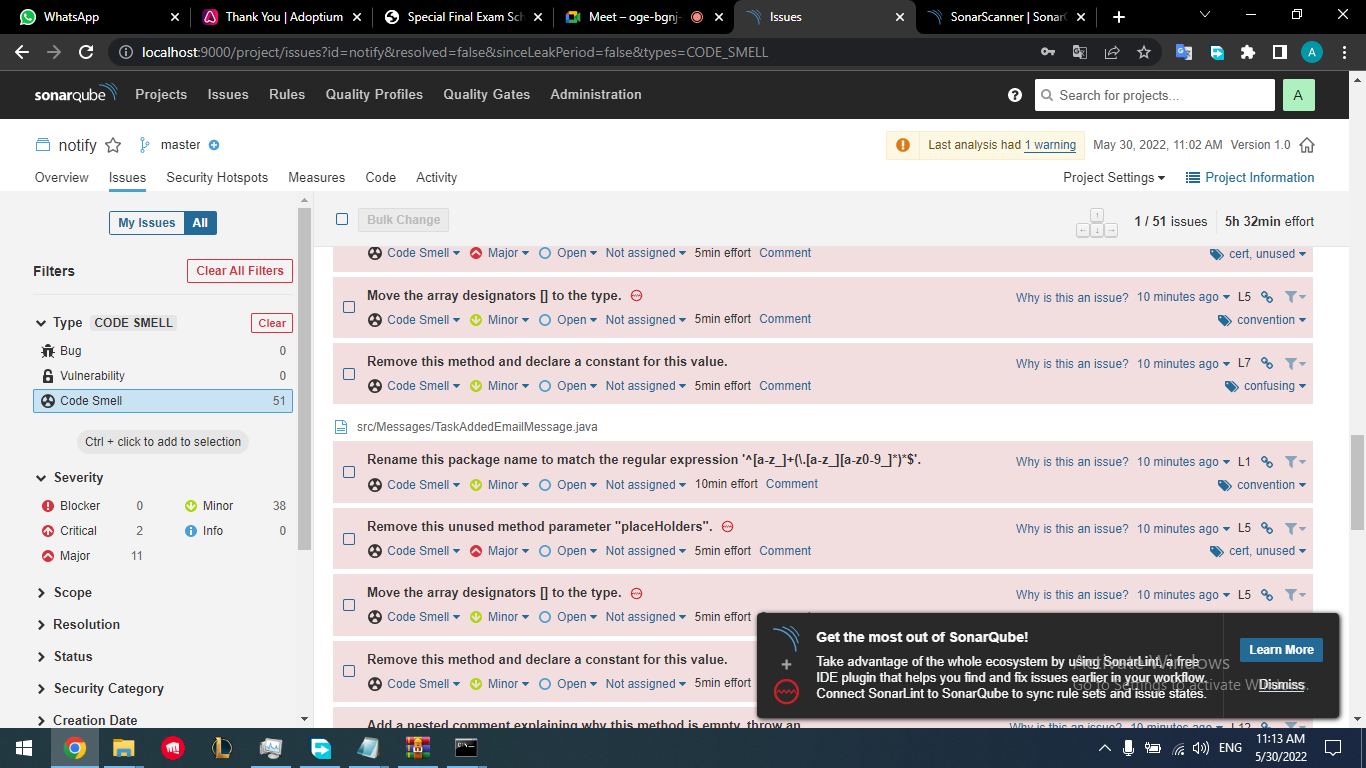 WhatsApp
Thank You | Adoptium
Special Final Exam Sch
Meet – oge-bgnj-
Issues
SonarScanner | SonarQ
localhost:9000/project/issues?id=notify&resolved=false&sinceLeakPeriod=false&types=CODE_SMELL
A
sonarqube Projects Issues Rules Quality Profiles Quality Gates Administration
? Search for projects... A
notify master
Last analysis had 1 warning May 30, 2022, 11:02 AM Version 1.0
Overview Issues Security Hotspots Measures Code Activity
Project Settings Project Information
My Issues All
Bulk Change
1 / 51 issues 5h 32min effort
Filters Clear All Filters
Type CODE SMELL Clear
Bug 0
Vulnerability 0
Code Smell 51
Ctrl + click to add to selection
Severity
Blocker 0 Minor 38
Critical 2 Info 0
Major 11
Scope
Resolution
Status
Security Category
Creation Date
Code Smell Major Open Not assigned 5min effort Comment cert, unused
Move the array designators [] to the type. Why is this an issue? 10 minutes ago L5
Code Smell Minor Open Not assigned 5min effort Comment convention
Remove this method and declare a constant for this value. Why is this an issue? 10 minutes ago L7
Code Smell Minor Open Not assigned 5min effort Comment confusing
src/Messages/TaskAddedEmailMessage.java
Rename this package name to match the regular expression '^[a-z_]+(\.[a-z_][a-z0-9_]*)*$'. Why is this an issue? 10 minutes ago L1
Code Smell Minor Open Not assigned 10min effort Comment convention
Remove this unused method parameter "placeHolders". Why is this an issue? 10 minutes ago L5
Code Smell Major Open Not assigned 5min effort Comment cert, unused
Move the array designators [] to the type. Why is this an issue? 10 minutes ago L5
Code Smell Minor Open Not assigned 5min effort
Remove this method and declare a constant for this value.
Code Smell Minor Open Not assigned 5min effort
Add a nested comment explaining why this method is empty, throw an
Get the most out of SonarQube!
Take advantage of the whole ecosystem by using SonarLint, a free
IDE plugin that helps you find and fix issues earlier in your workflow.
Connect SonarLint to SonarQube to sync rule sets and issue states.
Learn More
Dismiss
Activate Windows
Go to Settings to activate Windows.
ENG
11:13 AM
5/30/2022